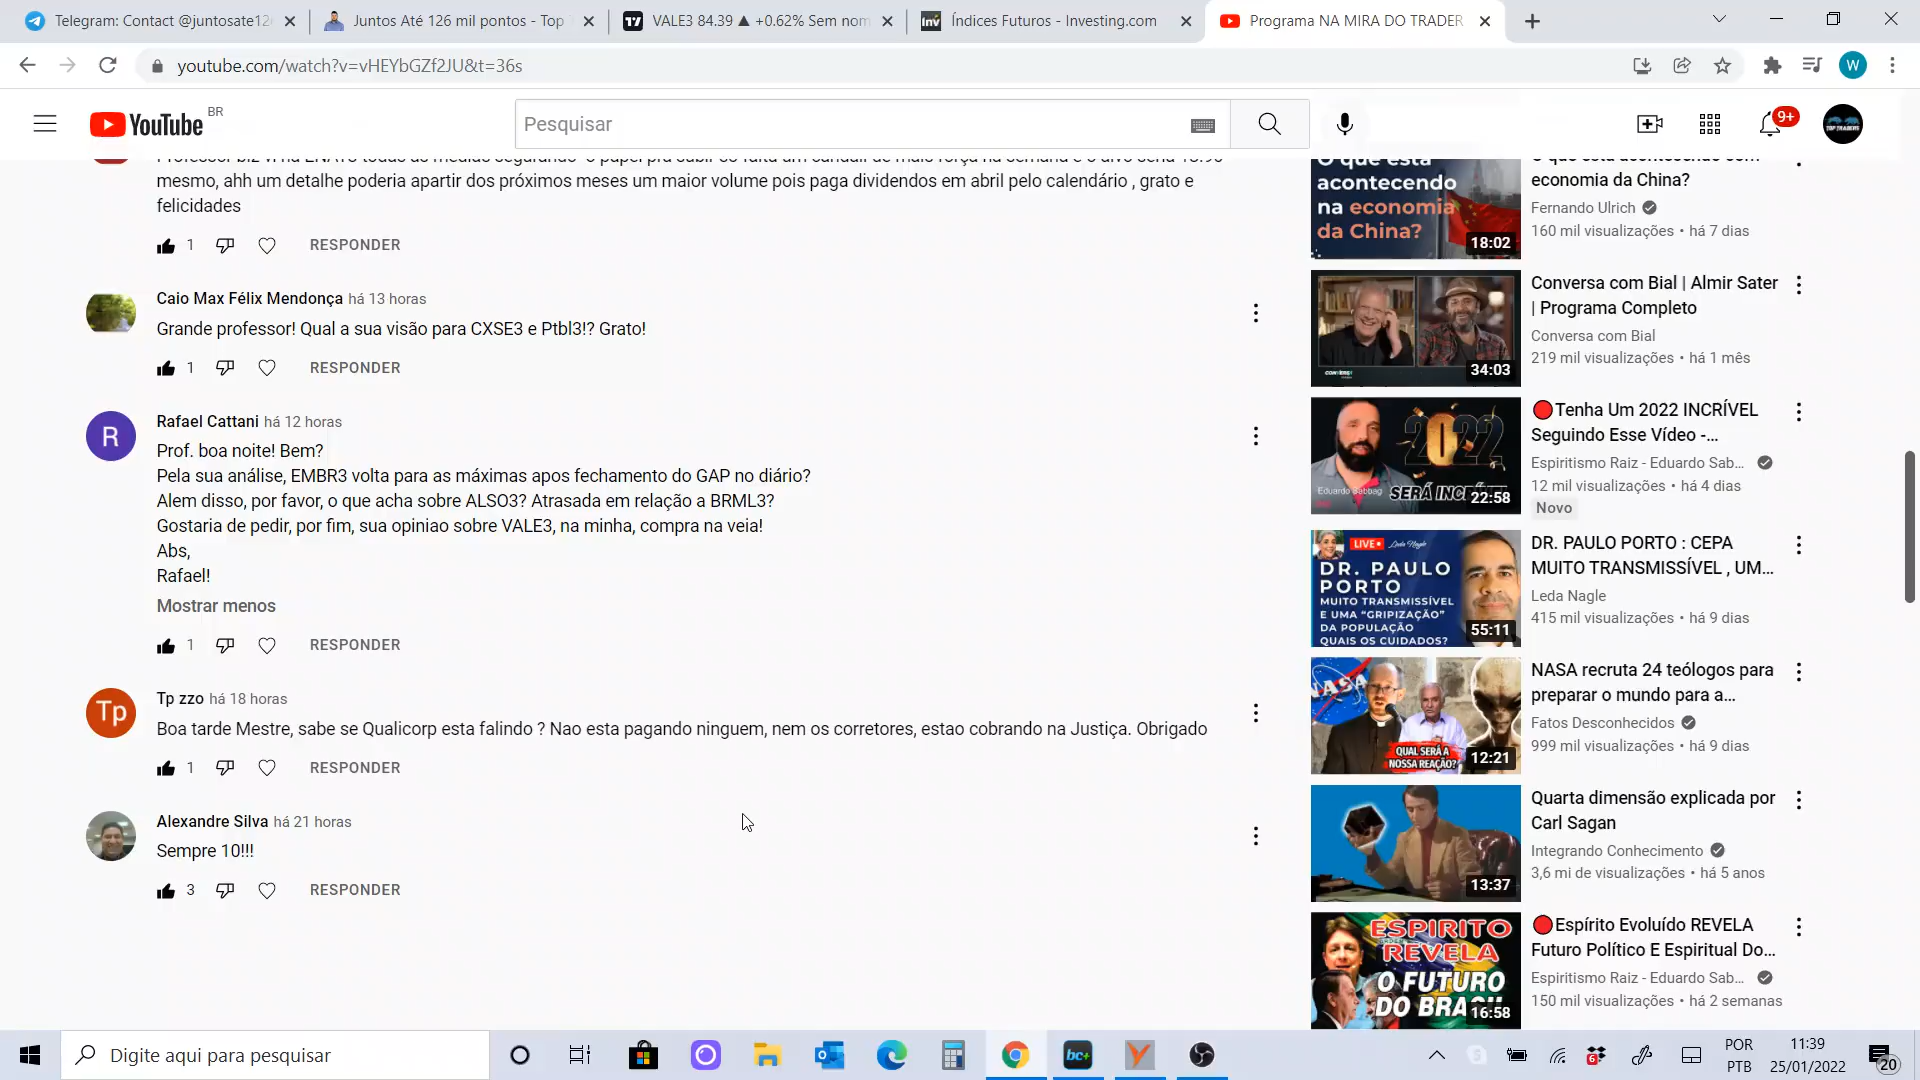 Telegram: Contact @juntosate12
Juntos Até 126 mil pontos - Top
VALE3 84.39 ▲ +0.62% Sem nom
Índices Futuros - Investing.com
Programa NA MIRA DO TRADER
youtube.com/watch?v=vHEYbGZf2JU&t=36s
W
YouTube BR
Pesquisar
9+
TOP TRADERS
mesmo, ahh um detalhe poderia apartir dos próximos meses um maior volume pois paga dividendos em abril pelo calendário , grato e
felicidades
1 RESPONDER
Caio Max Félix Mendonça há 13 horas
Grande professor! Qual a sua visão para CXSE3 e Ptbl3!? Grato!
1 RESPONDER
R
Rafael Cattani há 12 horas
Prof. boa noite! Bem?
Pela sua análise, EMBR3 volta para as máximas apos fechamento do GAP no diário?
Alem disso, por favor, o que acha sobre ALSO3? Atrasada em relação a BRML3?
Gostaria de pedir, por fim, sua opiniao sobre VALE3, na minha, compra na veia!
Abs,
Rafael!
Mostrar menos
1 RESPONDER
Tp
Tp zzo há 18 horas
Boa tarde Mestre, sabe se Qualicorp esta falindo ? Nao esta pagando ninguem, nem os corretores, estao cobrando na Justiça. Obrigado
1 RESPONDER
Alexandre Silva há 21 horas
Sempre 10!!!
3 RESPONDER
O que está
acontecendo
na economia
da China?
18:02
economia da China?
Fernando Ulrich
160 mil visualizações • há 7 dias
34:03
Conversa com Bial | Almir Sater
| Programa Completo
Conversa com Bial
219 mil visualizações • há 1 mês
2022
Eduardo Sabbag
SERÁ INCRÍ
22:58
Tenha Um 2022 INCRÍVEL
Seguindo Esse Vídeo -...
Espiritismo Raiz - Eduardo Sab...
12 mil visualizações • há 4 dias
Novo
LIVE Leda Nagle
DR. PAULO
PORTO
MUITO TRANSMISSÍVEL
E UMA "GRIPIZAÇÃO"
DA POPULAÇÃO
QUAIS OS CUIDADOS?
55:11
DR. PAULO PORTO : CEPA
MUITO TRANSMISSÍVEL , UM...
Leda Nagle
415 mil visualizações • há 9 dias
NASA
QUAL SERÁ A
NOSSA REAÇÃO?
12:21
NASA recruta 24 teólogos para
preparar o mundo para a...
Fatos Desconhecidos
999 mil visualizações • há 9 dias
13:37
Quarta dimensão explicada por
Carl Sagan
Integrando Conhecimento
3,6 mi de visualizações • há 5 anos
ESPIRITO
REVELA
O FUTURO
DO BRASIL
16:58
Espírito Evoluído REVELA
Futuro Político E Espiritual Do...
Espiritismo Raiz - Eduardo Sab...
150 mil visualizações • há 2 semanas
Digite aqui para pesquisar
bc+
6
POR
PTB
11:39
25/01/2022
20